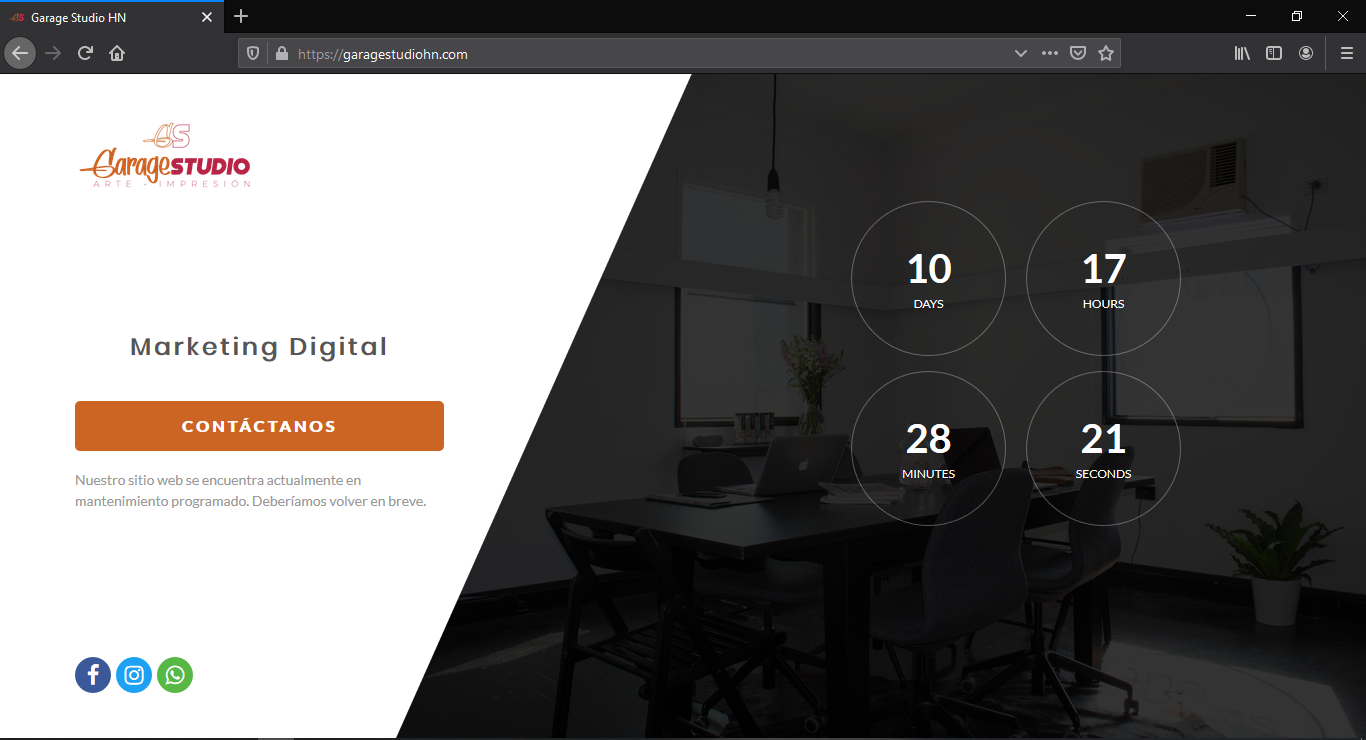 Garage Studio HN
https://garagestudiohn.com
GS
GarageSTUDIO
ARTE - IMPRESIÓN
Marketing Digital
CONTÁCTANOS
Nuestro sitio web se encuentra actualmente en
mantenimiento programado. Deberíamos volver en breve.
10
DAYS
17
HOURS
28
MINUTES
21
SECONDS